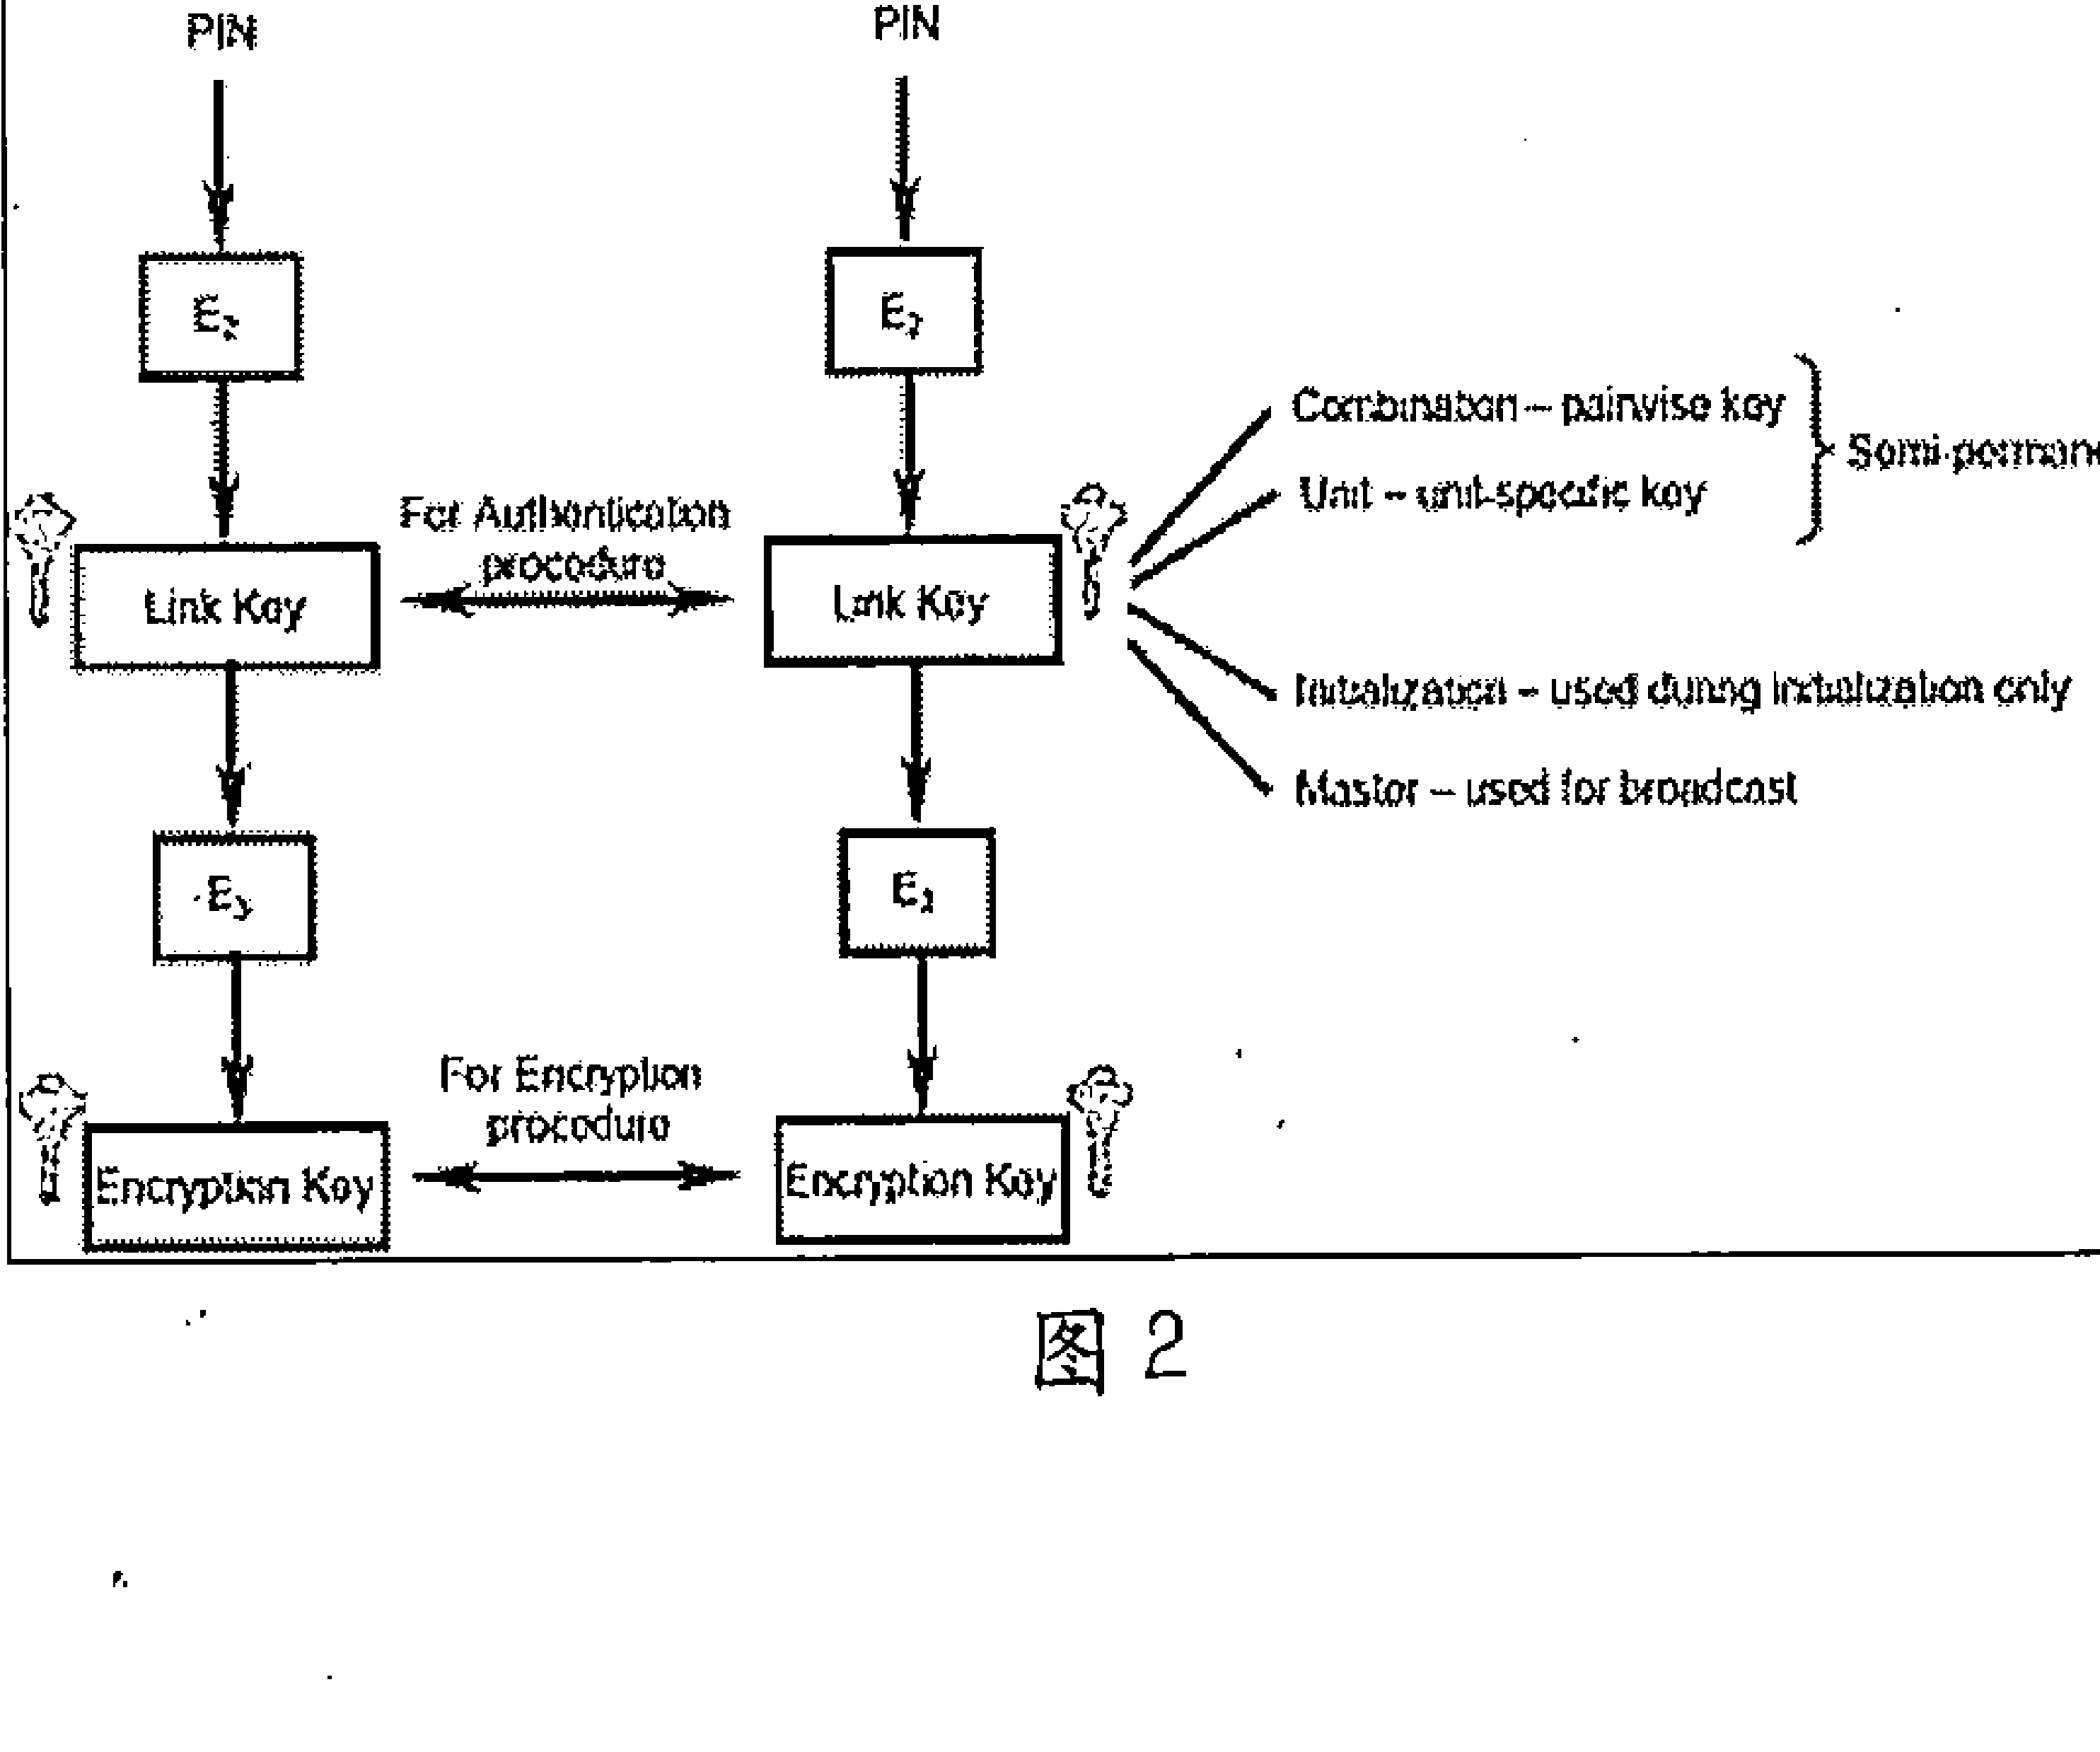 PIN
PIN
E₂
E₂
Combination – pairwise key
Unit – unit-specific key
For Authentication
procedure
Link Key
Link Key
Initialization – used during initialization only
Master – used for broadcast
E₃
E₃
For Encryption
procedure
Encryption Key
Encryption Key
图 2